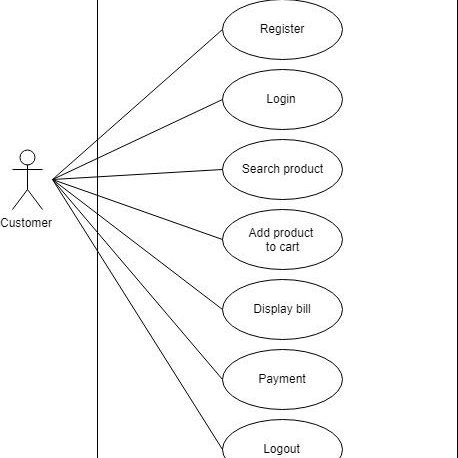 Register
Login
Search product
Add product
to cart
Customer
Display bill
Payment
Logout